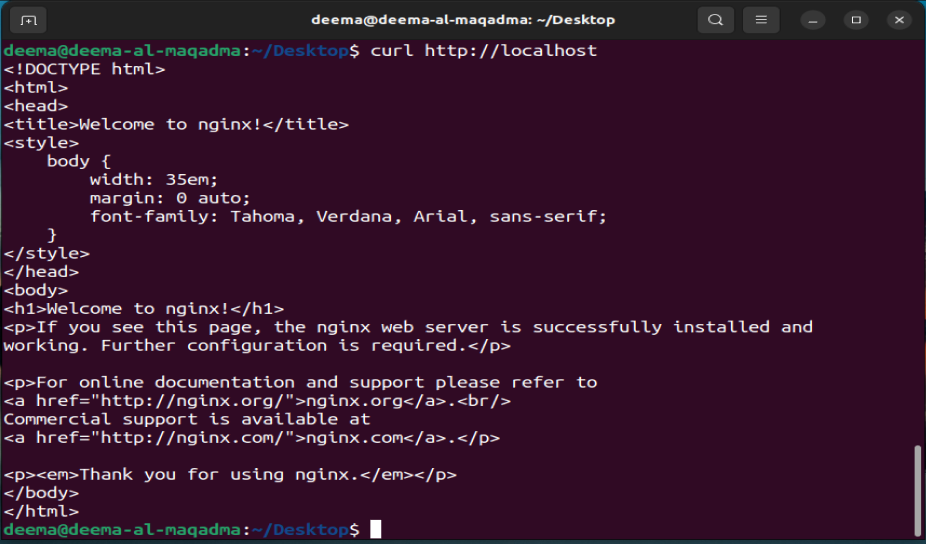 deema@deema-al-maqadma: ~/Desktop
deema@deema-al-maqadma:~/Desktop$ curl http://localhost
<!DOCTYPE html>
<html>
<head>
<title>Welcome to nginx!</title>
<style>
    body {
        width: 35em;
        margin: 0 auto;
        font-family: Tahoma, Verdana, Arial, sans-serif;
    }
</style>
</head>
<body>
<h1>Welcome to nginx!</h1>
<p>If you see this page, the nginx web server is successfully installed and
working. Further configuration is required.</p>

<p>For online documentation and support please refer to
<a href="http://nginx.org/">nginx.org</a>.<br/>
Commercial support is available at
<a href="http://nginx.com/">nginx.com</a>.</p>

<p><em>Thank you for using nginx.</em></p>
</body>
</html>
deema@deema-al-maqadma:~/Desktop$